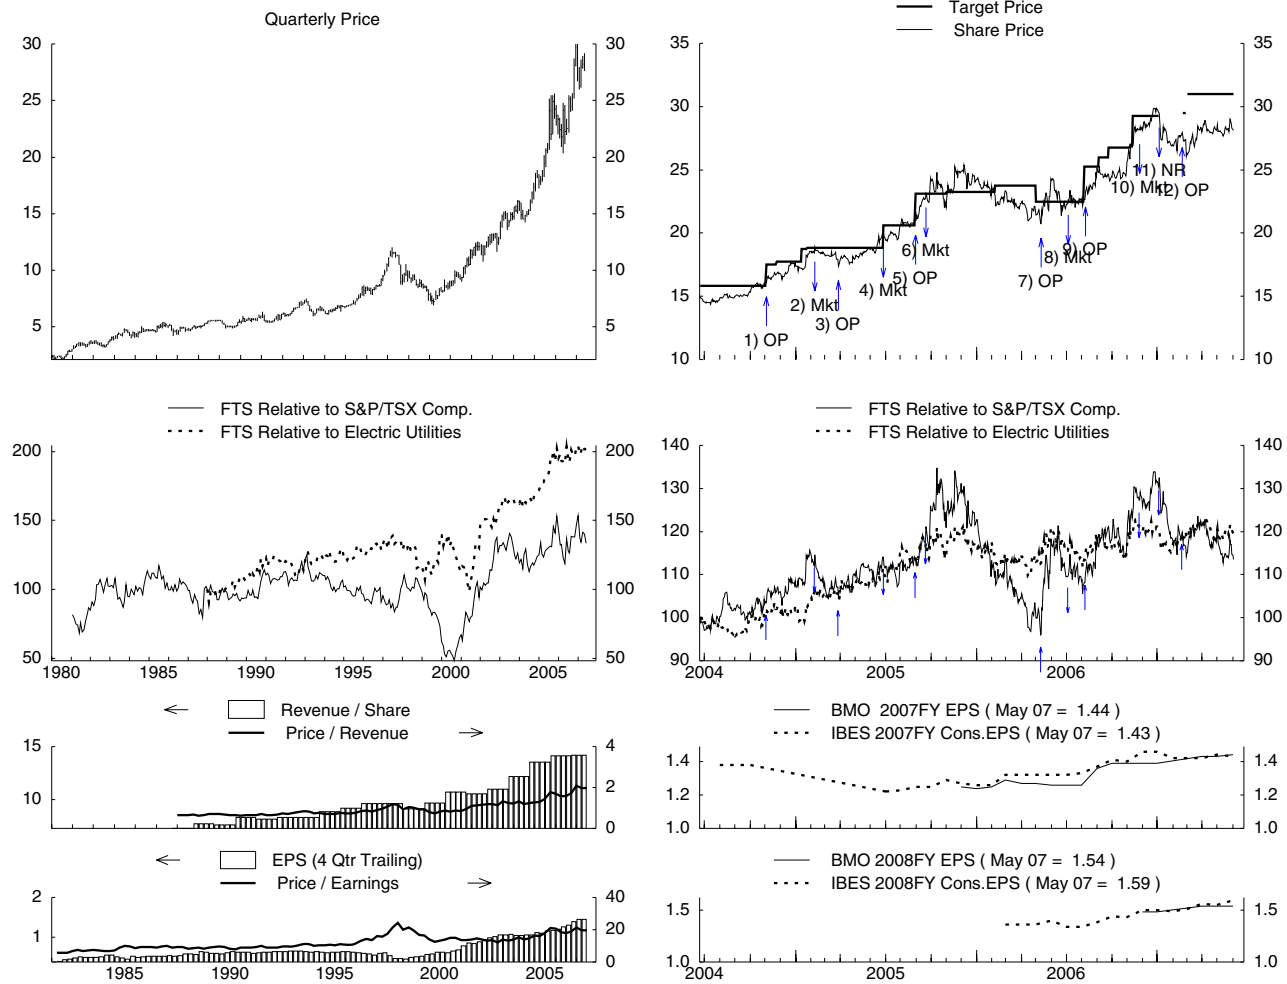 Quarterly Price
30 30
25 25
20 20
15 15
10 10
5 5
Target Price
Share Price
35 35
30 30
25 25
20 20
15 15
10 10
1) OP
2) Mkt
3) OP
4) Mkt
5) OP
6) Mkt
7) OP
8) Mkt
9) OP
10) Mkt
11) NR
12) OP
FTS Relative to S&P/TSX Comp.
FTS Relative to Electric Utilities
200 200
150 150
100 100
50 50
1980 1985 1990 1995 2000 2005
FTS Relative to S&P/TSX Comp.
FTS Relative to Electric Utilities
140 140
130 130
120 120
110 110
100 100
90 90
2004 2005 2006
Revenue / Share
Price / Revenue
15 4
10 2
0
BMO 2007FY EPS ( May 07 = 1.44 )
IBES 2007FY Cons.EPS ( May 07 = 1.43 )
1.4 1.4
1.2 1.2
1.0 1.0
EPS (4 Qtr Trailing)
Price / Earnings
2 40
1 20
0
1985 1990 1995 2000 2005
BMO 2008FY EPS ( May 07 = 1.54 )
IBES 2008FY Cons.EPS ( May 07 = 1.59 )
1.5 1.5
1.0 1.0
2004 2005 2006